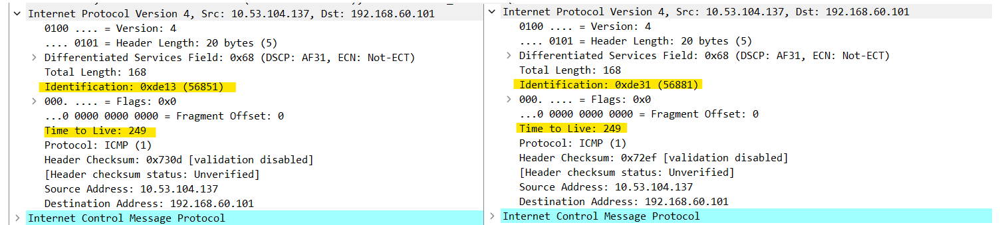 Internet Protocol Version 4, Src: 10.53.104.137, Dst: 192.168.60.101
0100 .... = Version: 4
.... 0101 = Header Length: 20 bytes (5)
Differentiated Services Field: 0x68 (DSCP: AF31, ECN: Not-ECT)
Total Length: 168
Identification: 0xde13 (56851)
000. .... = Flags: 0x0
...0 0000 0000 0000 = Fragment Offset: 0
Time to Live: 249
Protocol: ICMP (1)
Header Checksum: 0x730d [validation disabled]
[Header checksum status: Unverified]
Source Address: 10.53.104.137
Destination Address: 192.168.60.101
Internet Control Message Protocol
Internet Protocol Version 4, Src: 10.53.104.137, Dst: 192.168.60.101
0100 .... = Version: 4
.... 0101 = Header Length: 20 bytes (5)
Differentiated Services Field: 0x68 (DSCP: AF31, ECN: Not-ECT)
Total Length: 168
Identification: 0xde31 (56881)
000. .... = Flags: 0x0
...0 0000 0000 0000 = Fragment Offset: 0
Time to Live: 249
Protocol: ICMP (1)
Header Checksum: 0x72ef [validation disabled]
[Header checksum status: Unverified]
Source Address: 10.53.104.137
Destination Address: 192.168.60.101
Internet Control Message Protocol